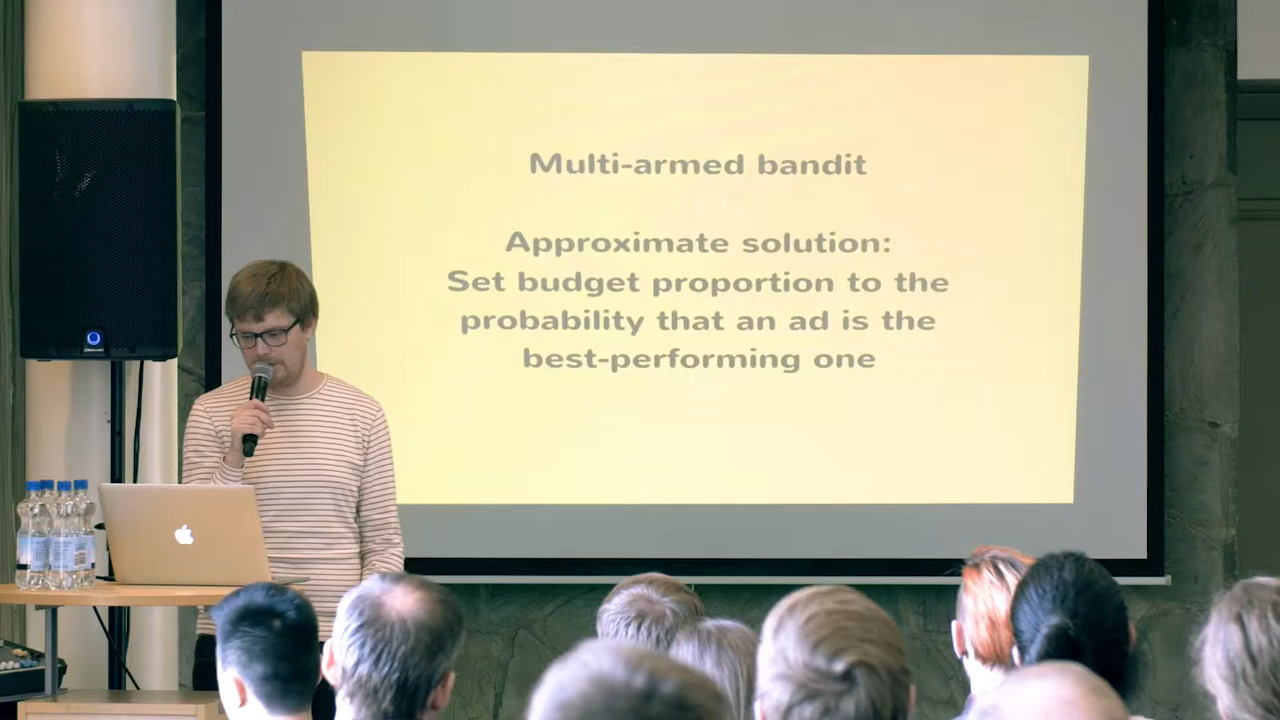 Multi-armed bandit
Approximate solution:
Set budget proportion to the
probability that an ad is the
best-performing one